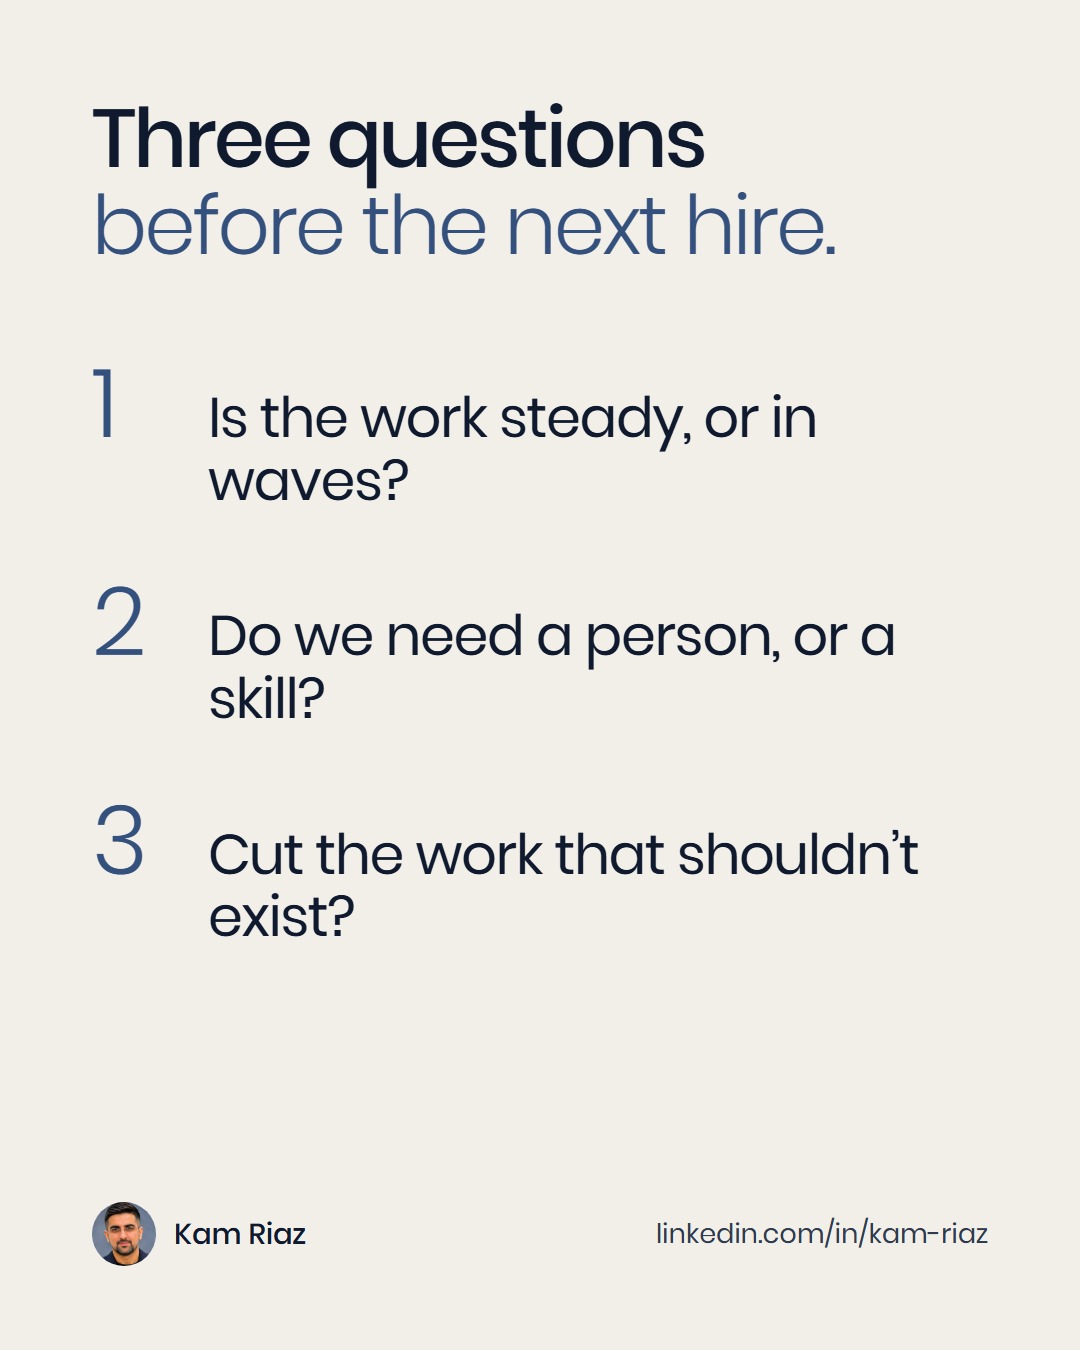 Three questions
before the next hire.
1
Is the work steady, or in
waves?
2
Do we need a person, or a
skill?
3
Cut the work that shouldn’t
exist?
Kam Riaz
linkedin.com/in/kam-riaz